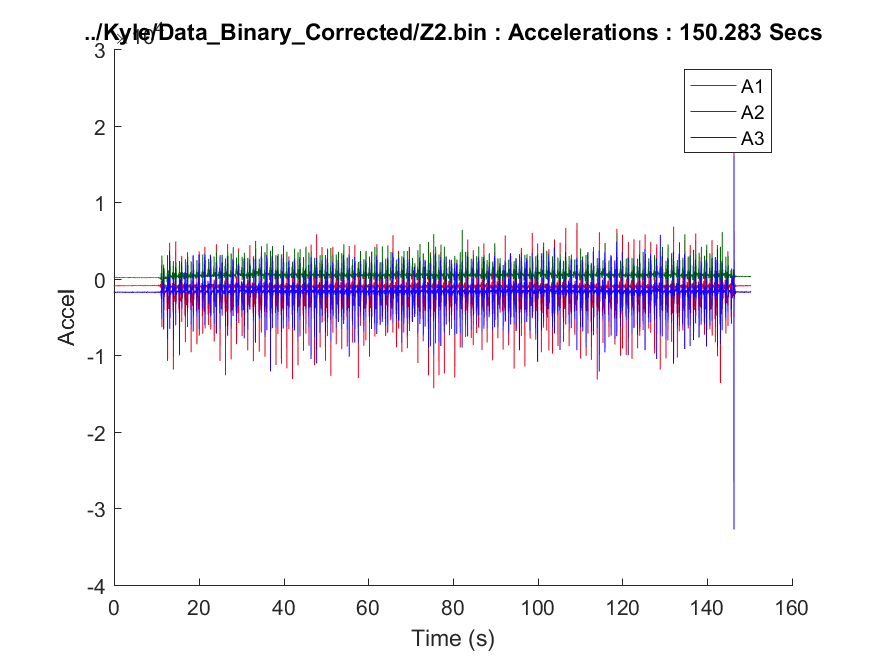 ../Kyle/Data_Binary_Corrected/Z2.bin : Accelerations : 150.283 Secs
3
A1
A2
A3
2
1
0
-1
-2
-3
-4
Accel
0 20 40 60 80 100 120 140 160
Time (s)